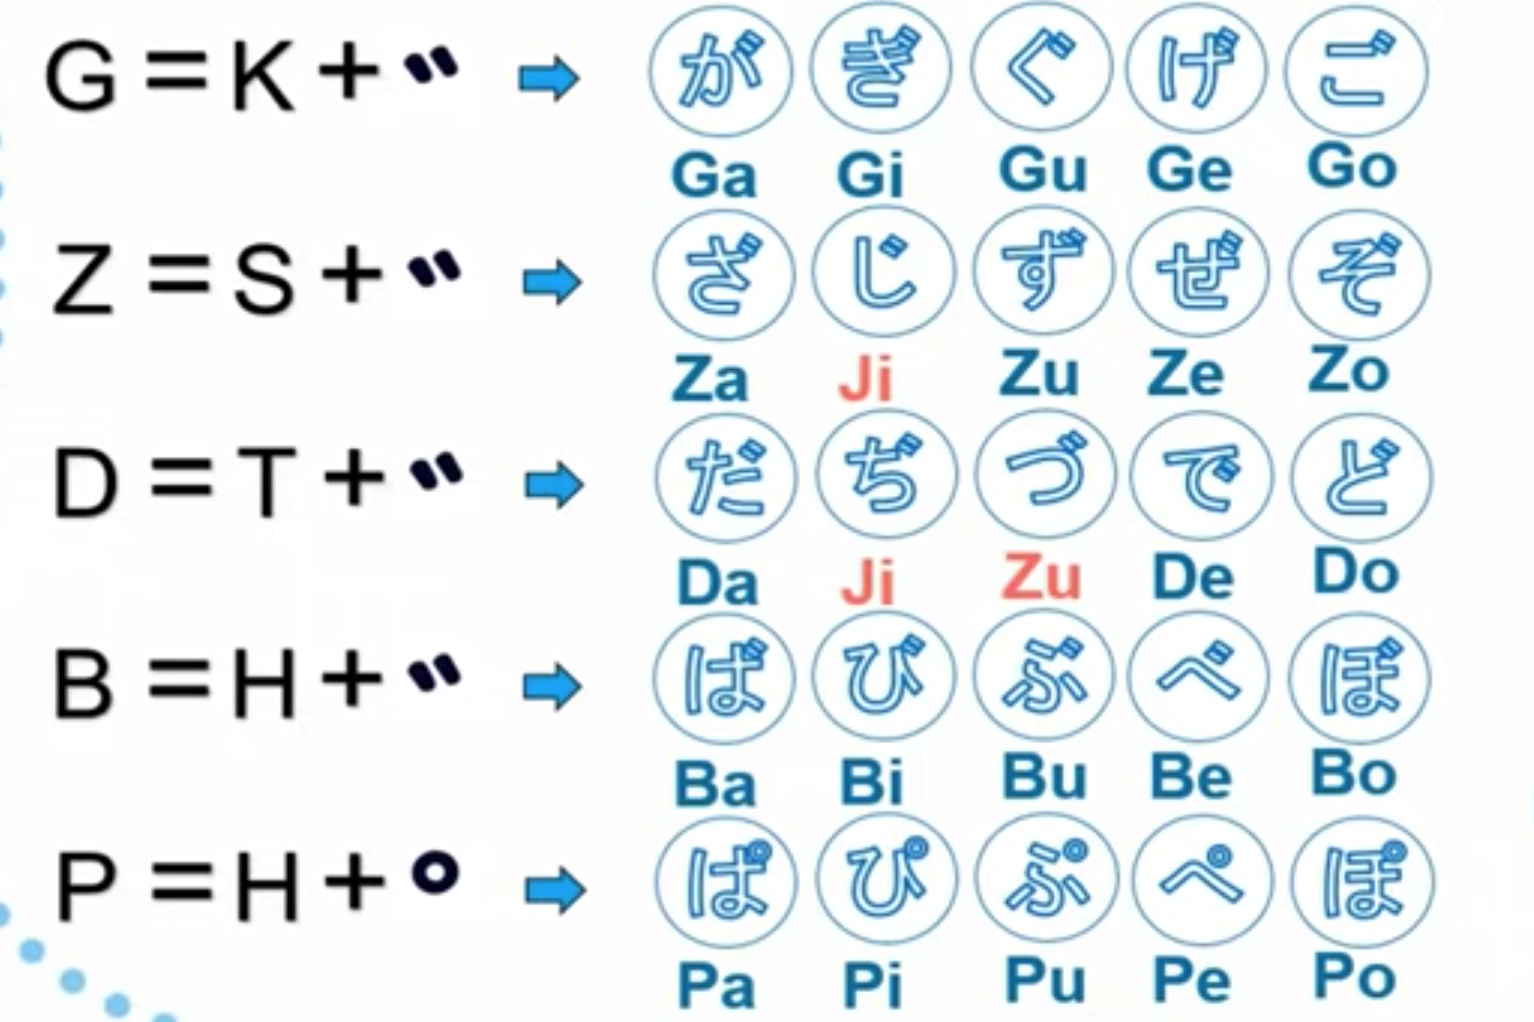 G = K + 〃 ➡ が ぎ ぐ げ ご
Ga Gi Gu Ge Go
Z = S + 〃 ➡ ざ じ ず ぜ ぞ
Za Ji Zu Ze Zo
D = T + 〃 ➡ だ ぢ づ で ど
Da Ji Zu De Do
B = H + 〃 ➡ ば び ぶ べ ぼ
Ba Bi Bu Be Bo
P = H + ° ➡ ぱ ぴ ぷ ぺ ぽ
Pa Pi Pu Pe Po